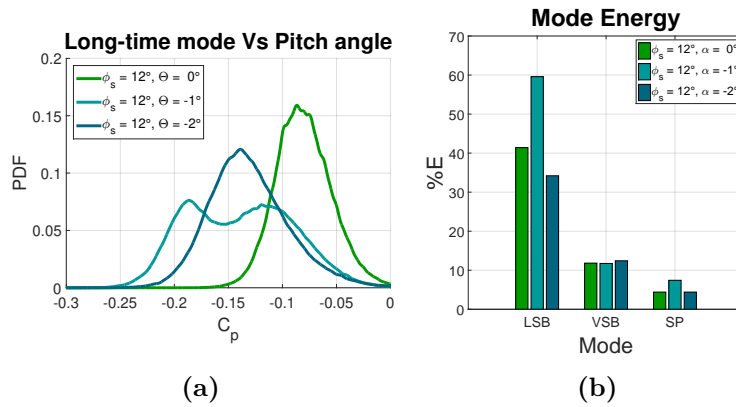 Long-time mode Vs Pitch angle
ϕs = 12°, Θ = 0°
ϕs = 12°, Θ = -1°
ϕs = 12°, Θ = -2°
PDF
0.2
0.15
0.1
0.05
0
-0.3 -0.25 -0.2 -0.15 -0.1 -0.05 0
Cp
(a)
Mode Energy
ϕs = 12°, α = 0°
ϕs = 12°, α = -1°
ϕs = 12°, α = -2°
%E
70
60
50
40
30
20
10
0
LSB VSB SP
Mode
(b)